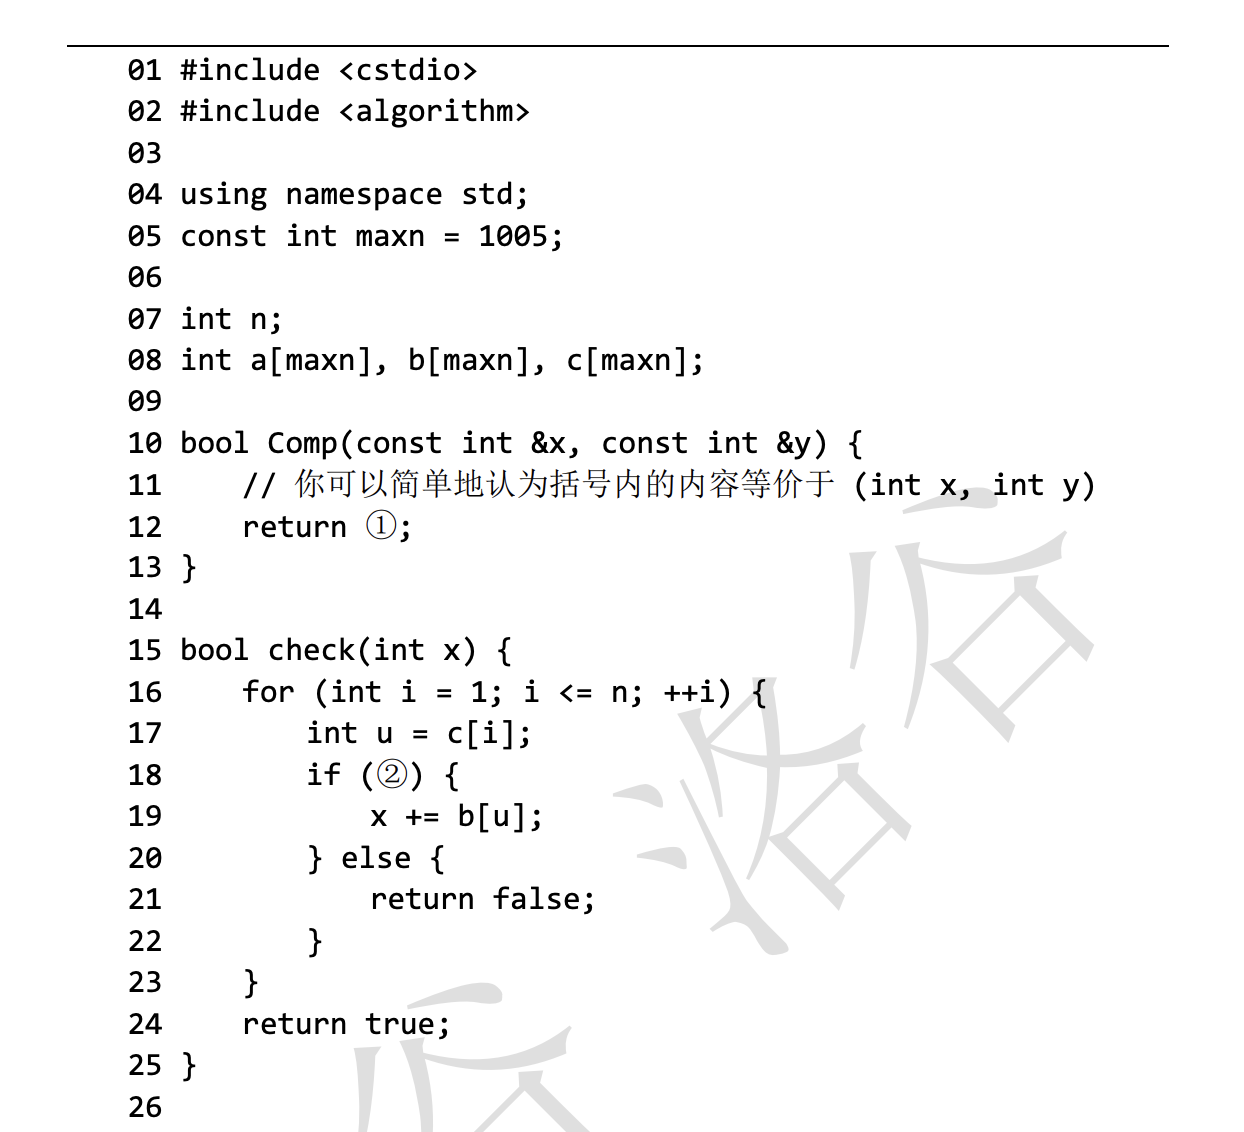 01 #include <cstdio>
02 #include <algorithm>
03
04 using namespace std;
05 const int maxn = 1005;
06
07 int n;
08 int a[maxn], b[maxn], c[maxn];
09
10 bool Comp(const int &x, const int &y) {
11     // 你可以简单地认为括号内的内容等价于 (int x, int y)
12     return ①;
13 }
14
15 bool check(int x) {
16     for (int i = 1; i <= n; ++i) {
17         int u = c[i];
18         if (②) {
19             x += b[u];
20         } else {
21             return false;
22         }
23     }
24     return true;
25 }
26
洛谷
谷